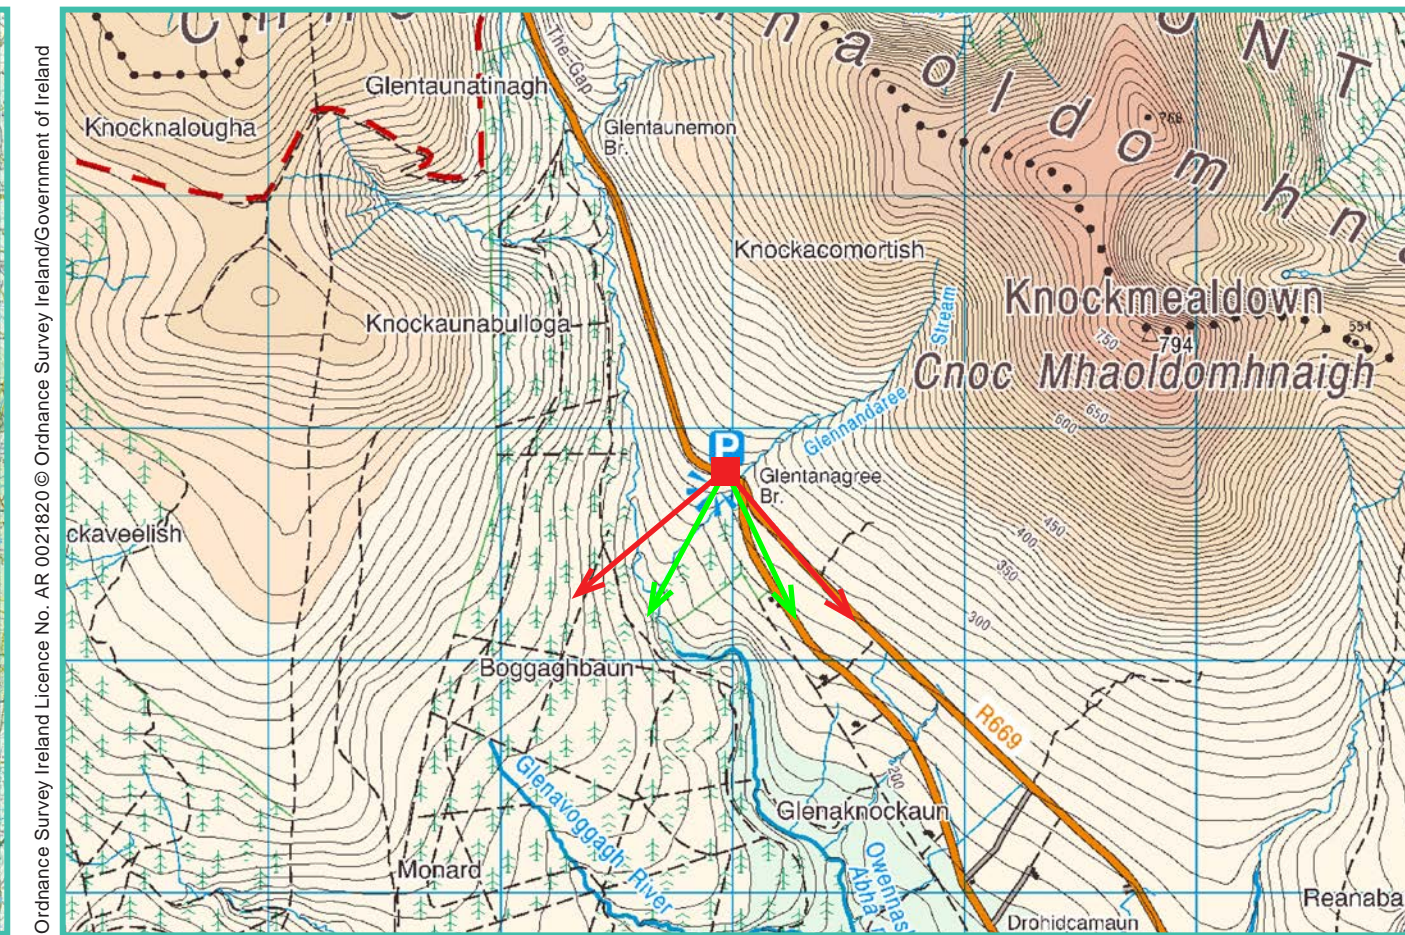 Ordnance Survey Ireland Licence No. AR 0021820 © Ordnance Survey Ireland/Government of Ireland
The Gap
Glentaunatinagh
Knocknalougha
Glentaunemon
Br.
768
U N T
n a o l d o m h n
Knockacomortish
Knockmealdown
794
554
750
Cnoc Mhaoldomhnaigh
Knockaunabulloga
Stream
Glennandaree
650
600
P
Glentanagree
Br.
ckaveelish
450
400
350
300
Boggaghbaun
R669
200
Glenavoggagh River
Glenaknockaun
Monard
Owennas
Abha
Reanaba
Drohidcamaun